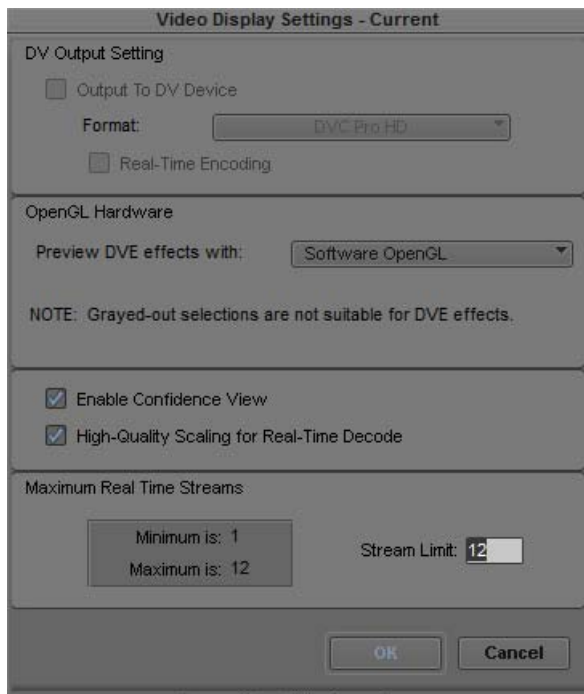 Video Display Settings - Current
DV Output Setting
Output To DV Device
Format: DVC Pro HD
Real-Time Encoding
OpenGL Hardware
Preview DVE effects with: Software OpenGL
NOTE: Grayed-out selections are not suitable for DVE effects.
Enable Confidence View
High-Quality Scaling for Real-Time Decode
Maximum Real Time Streams
Minimum is: 1
Maximum is: 12
Stream Limit: 12
OK Cancel